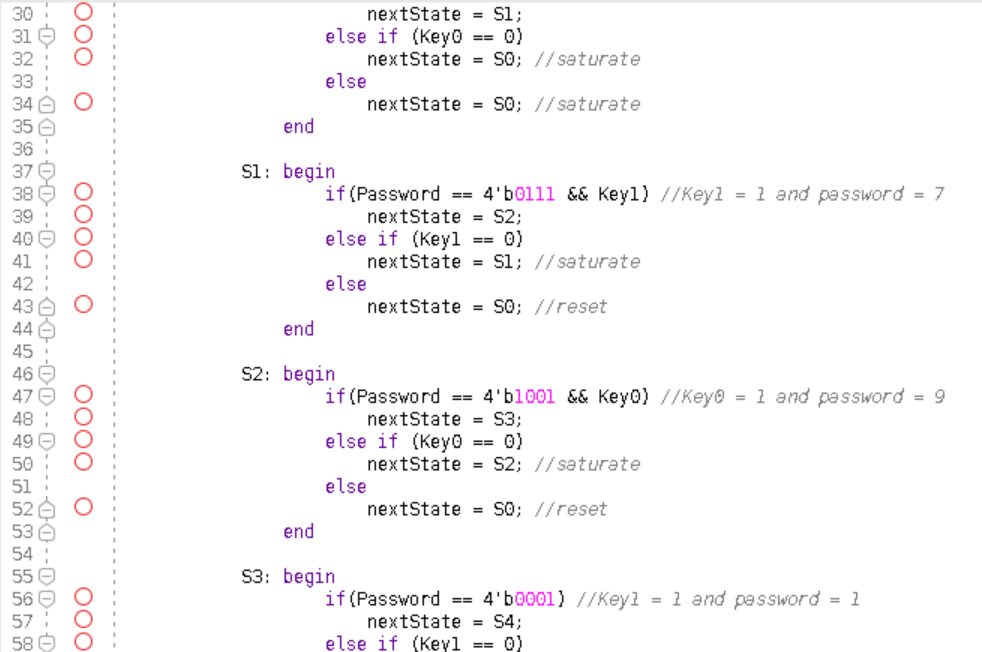 30 nextState = S1;
31 else if (Key0 == 0)
32 nextState = S0; //saturate
33 else
34 nextState = S0; //saturate
35 end
36
37 S1: begin
38 if(Password == 4'b0111 && Key1) //Key1 = 1 and password = 7
39 nextState = S2;
40 else if (Key1 == 0)
41 nextState = S1; //saturate
42 else
43 nextState = S0; //reset
44 end
45
46 S2: begin
47 if(Password == 4'b1001 && Key0) //Key0 = 1 and password = 9
48 nextState = S3;
49 else if (Key0 == 0)
50 nextState = S2; //saturate
51 else
52 nextState = S0; //reset
53 end
54
55 S3: begin
56 if(Password == 4'b0001) //Key1 = 1 and password = 1
57 nextState = S4;
58 else if (Key1 == 0)